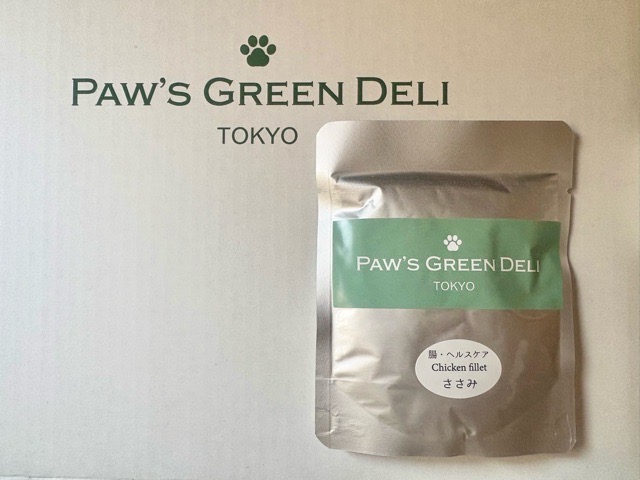 PAW'S GREEN DELI
TOKYO
PAW'S GREEN DELI
TOKYO
腸・ヘルスケア
Chicken fillet
ささみ